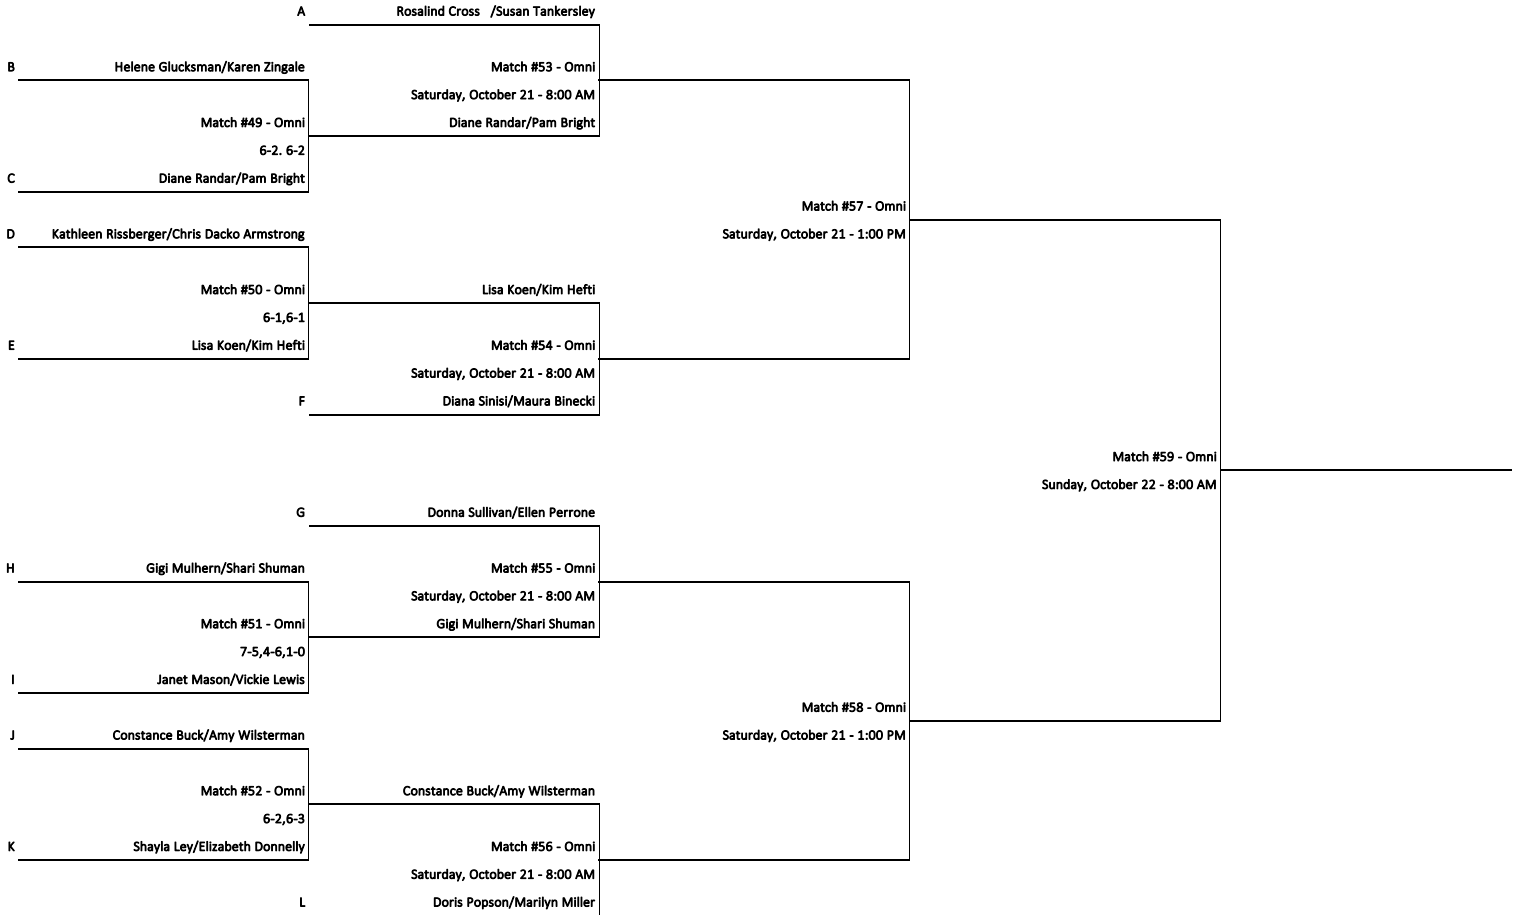 A Rosalind Cross /Susan Tankersley
B Helene Glucksman/Karen Zingale Match #53 - Omni
Saturday, October 21 - 8:00 AM
Match #49 - Omni Diane Randar/Pam Bright
6-2. 6-2
C Diane Randar/Pam Bright
Match #57 - Omni
D Kathleen Rissberger/Chris Dacko Armstrong Saturday, October 21 - 1:00 PM
Match #50 - Omni Lisa Koen/Kim Hefti
6-1,6-1
E Lisa Koen/Kim Hefti Match #54 - Omni
Saturday, October 21 - 8:00 AM
F Diana Sinisi/Maura Binecki
Match #59 - Omni
Sunday, October 22 - 8:00 AM
G Donna Sullivan/Ellen Perrone
H Gigi Mulhern/Shari Shuman Match #55 - Omni
Saturday, October 21 - 8:00 AM
Match #51 - Omni Gigi Mulhern/Shari Shuman
7-5,4-6,1-0
I Janet Mason/Vickie Lewis
Match #58 - Omni
J Constance Buck/Amy Wilsterman Saturday, October 21 - 1:00 PM
Match #52 - Omni Constance Buck/Amy Wilsterman
6-2,6-3
K Shayla Ley/Elizabeth Donnelly Match #56 - Omni
Saturday, October 21 - 8:00 AM
L Doris Popson/Marilyn Miller